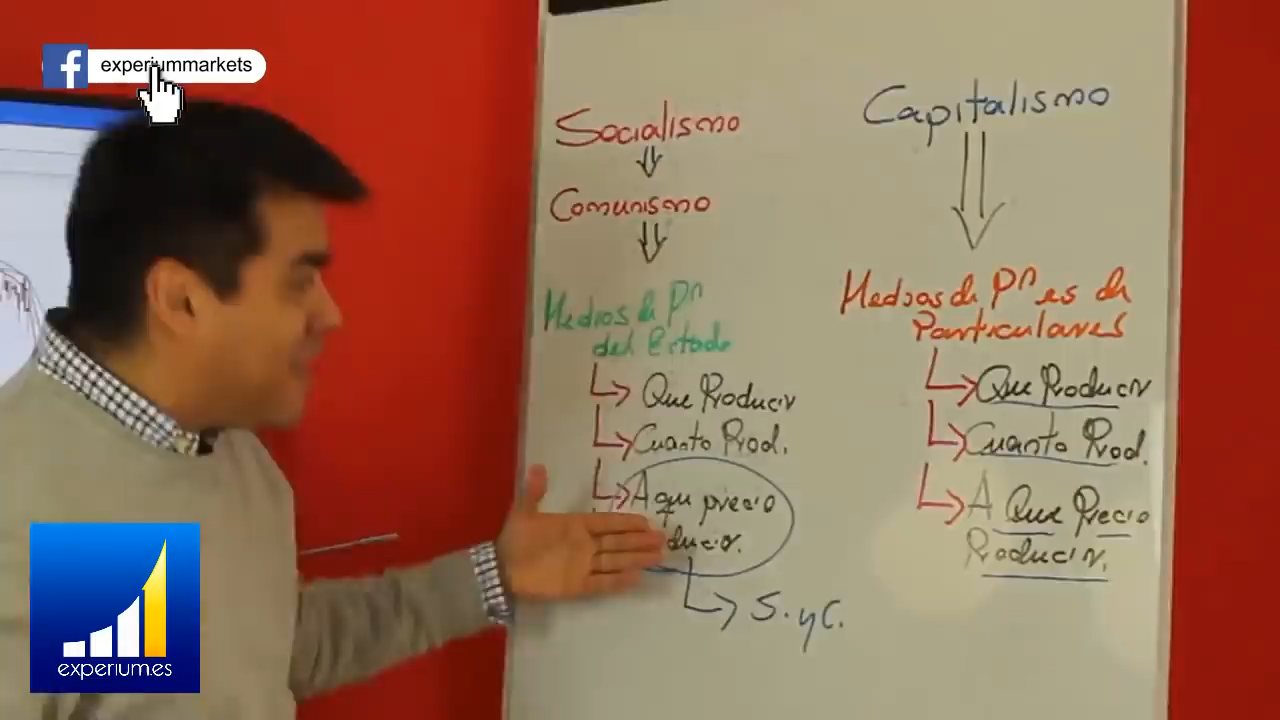 experiummarkets
Socialismo
Comunismo
Medios de Pn
del Estado
Que Producir
Cuanto Prod.
A que precio
ducir.
S. y C.
Capitalismo
Medios de Pn es de
Particulares
Que Producir
Cuanto Prod.
A Que Precio
Producir.
experium.es